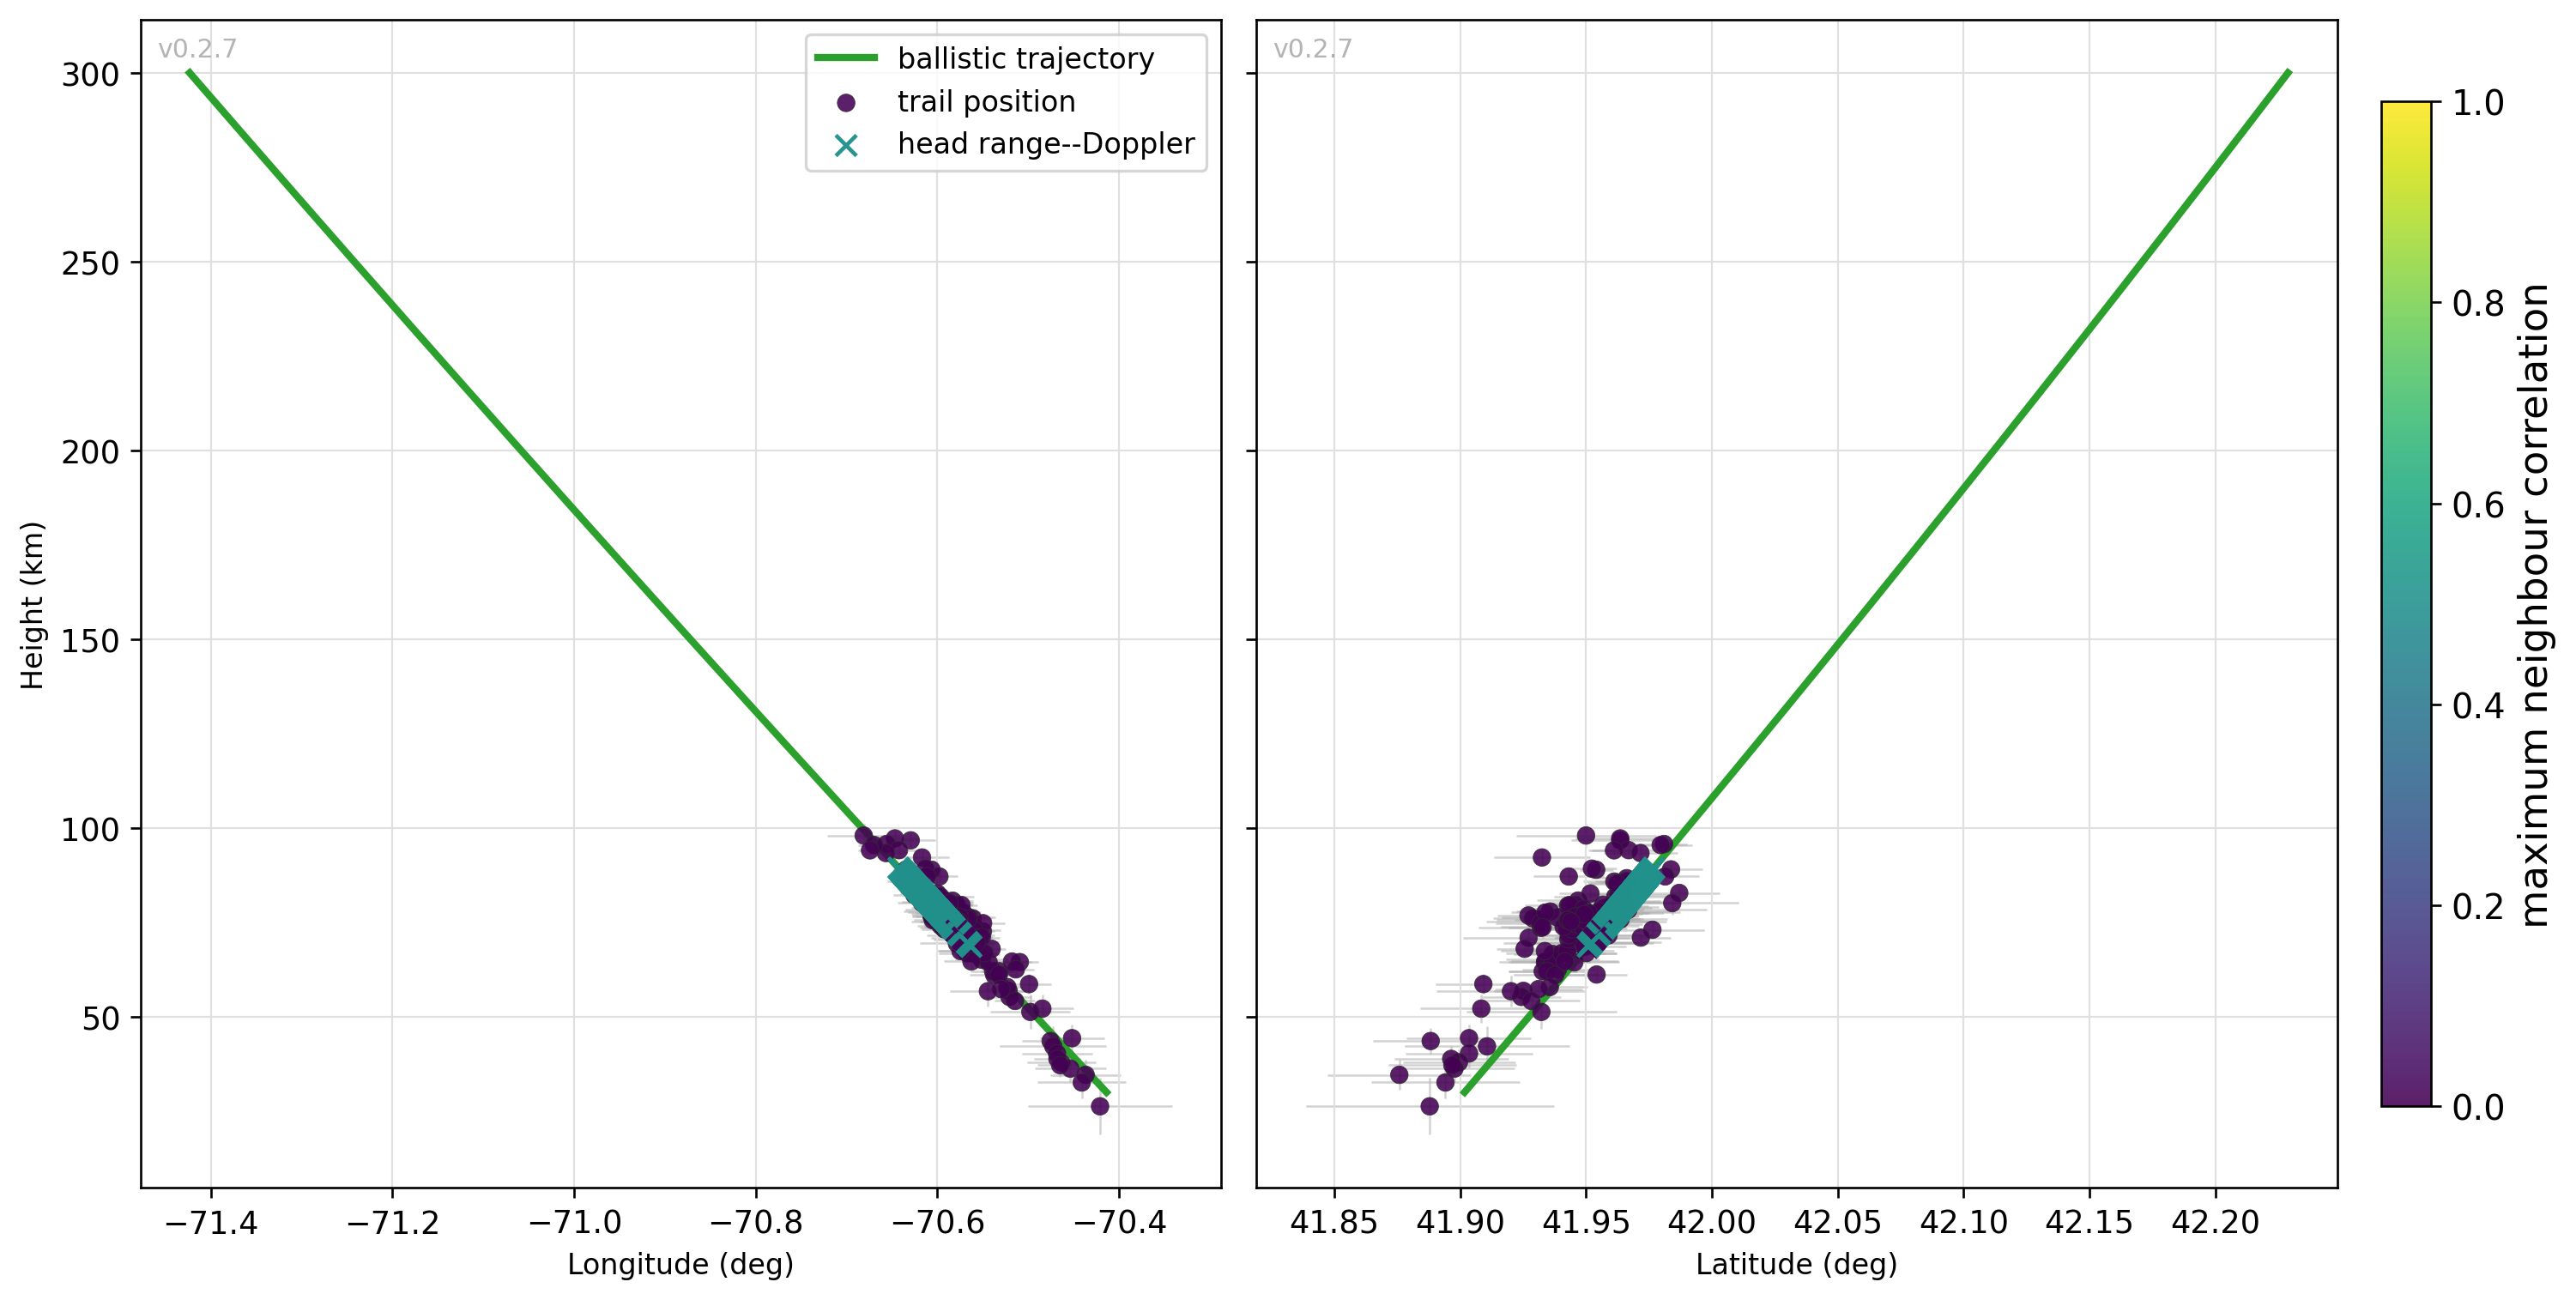 v0.2.7
ballistic trajectory
trail position
head range--Doppler
300
250
200
150
100
50
Height (km)
−71.4
−71.2
−71.0
−70.8
−70.6
−70.4
Longitude (deg)
v0.2.7
41.85
41.90
41.95
42.00
42.05
42.10
42.15
42.20
Latitude (deg)
1.0
0.8
0.6
0.4
0.2
0.0
maximum neighbour correlation